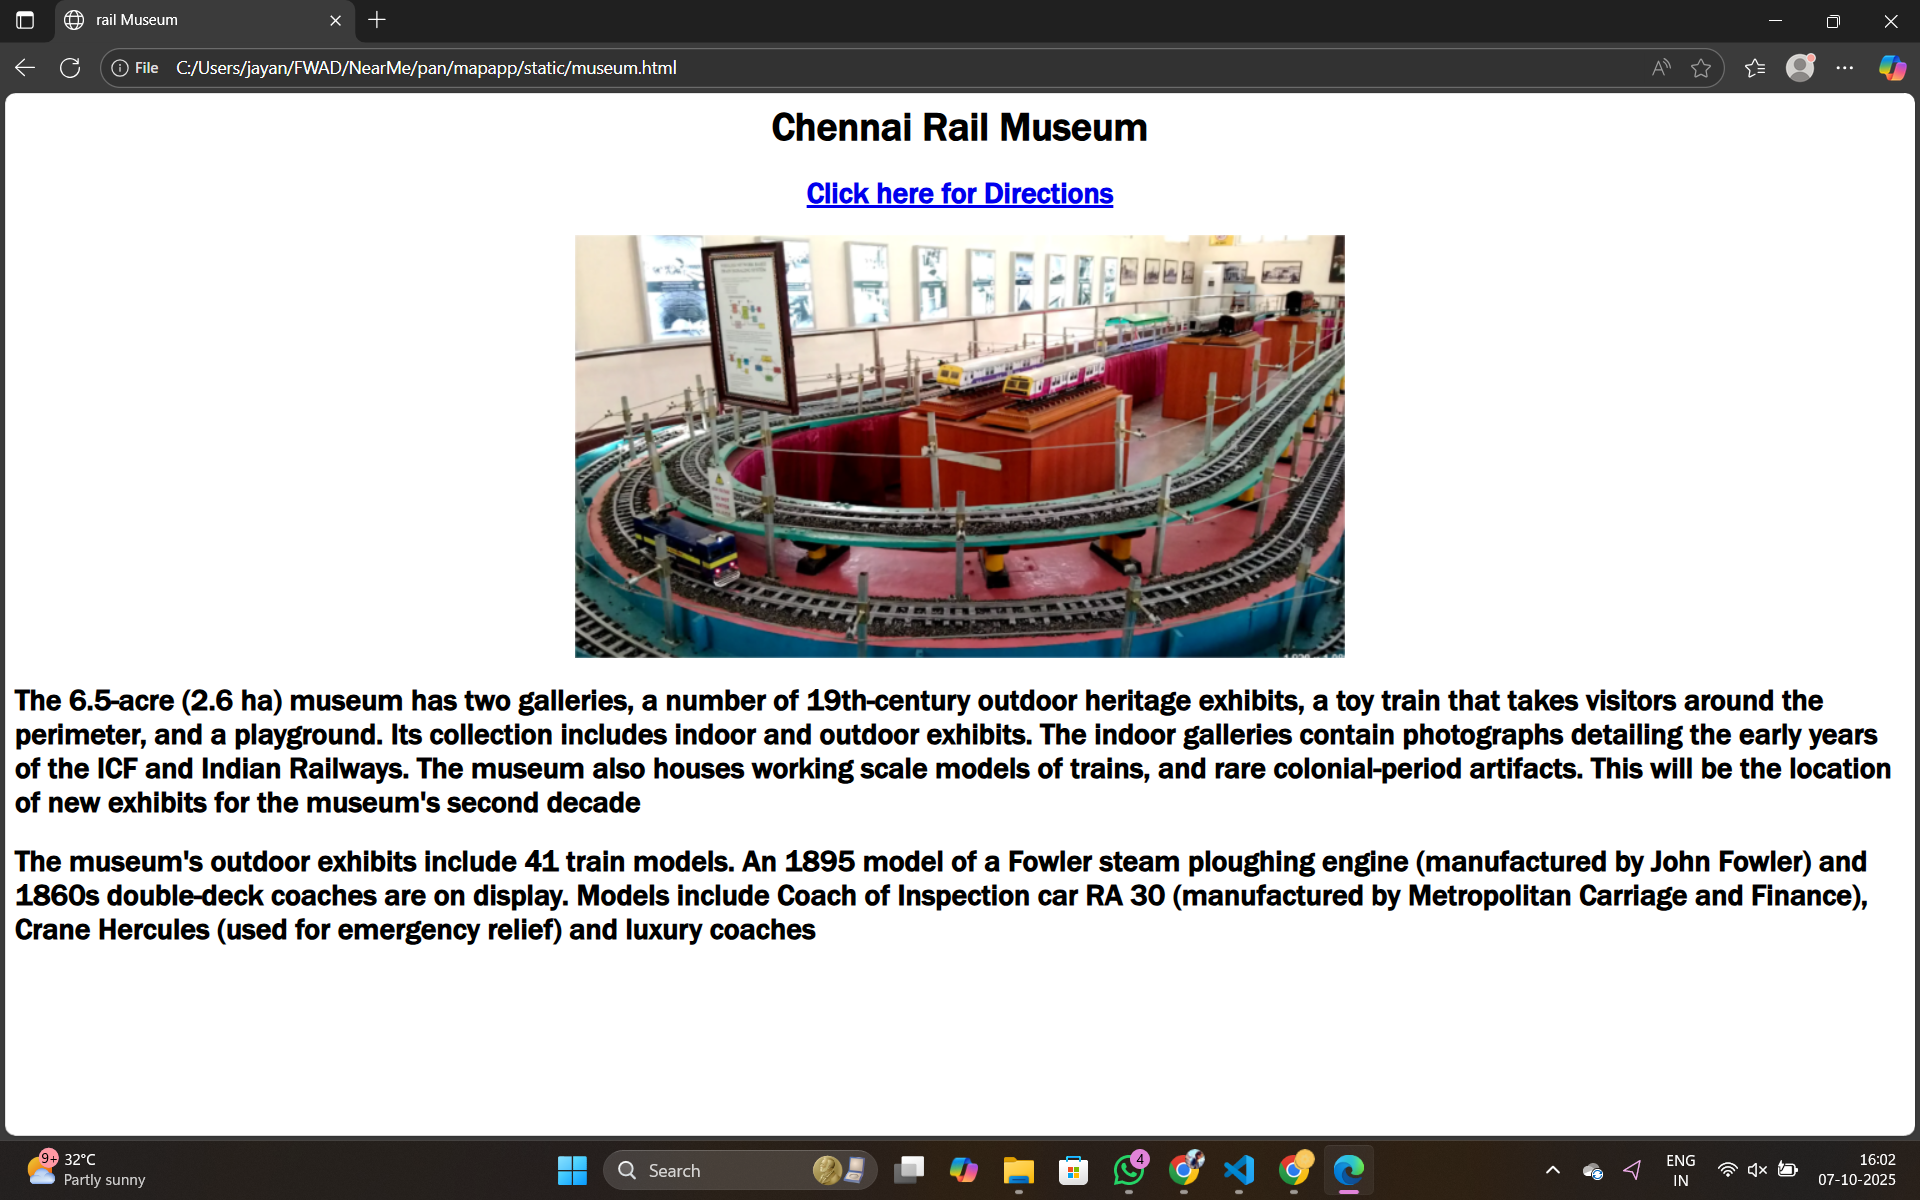 rail Museum
File C:/Users/jayan/FWAD/NearMe/pan/mapapp/static/museum.html
Chennai Rail Museum
Click here for Directions
The 6.5-acre (2.6 ha) museum has two galleries, a number of 19th-century outdoor heritage exhibits, a toy train that takes visitors around the
perimeter, and a playground. Its collection includes indoor and outdoor exhibits. The indoor galleries contain photographs detailing the early years
of the ICF and Indian Railways. The museum also houses working scale models of trains, and rare colonial-period artifacts. This will be the location
of new exhibits for the museum's second decade
The museum's outdoor exhibits include 41 train models. An 1895 model of a Fowler steam ploughing engine (manufactured by John Fowler) and
1860s double-deck coaches are on display. Models include Coach of Inspection car RA 30 (manufactured by Metropolitan Carriage and Finance),
Crane Hercules (used for emergency relief) and luxury coaches
9+
32°C
Partly sunny
Search
4
ENG
IN
16:02
07-10-2025